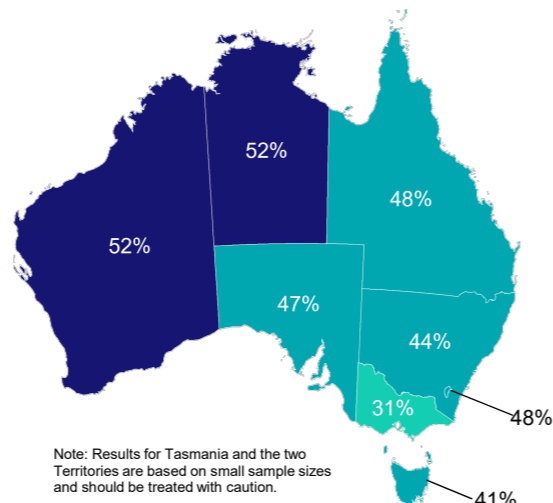 52%
48%
52%
47%
44%
31%
48%
Note: Results for Tasmania and the two
Territories are based on small sample sizes
and should be treated with caution.
41%